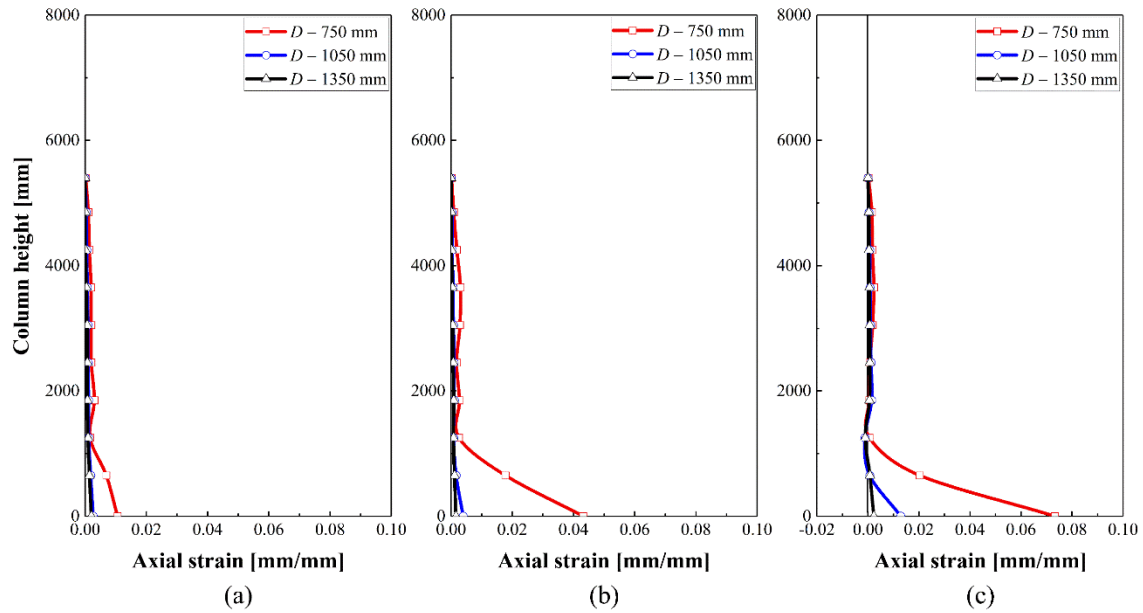 8000
6000
4000
2000
0
Column height [mm]
0.00 0.02 0.04 0.06 0.08 0.10
Axial strain [mm/mm]
D – 750 mm
D – 1050 mm
D – 1350 mm
(a)
8000
6000
4000
2000
0
0.00 0.02 0.04 0.06 0.08 0.10
Axial strain [mm/mm]
D – 750 mm
D – 1050 mm
D – 1350 mm
(b)
8000
6000
4000
2000
0
-0.02 0.00 0.02 0.04 0.06 0.08 0.10
Axial strain [mm/mm]
D – 750 mm
D – 1050 mm
D – 1350 mm
(c)